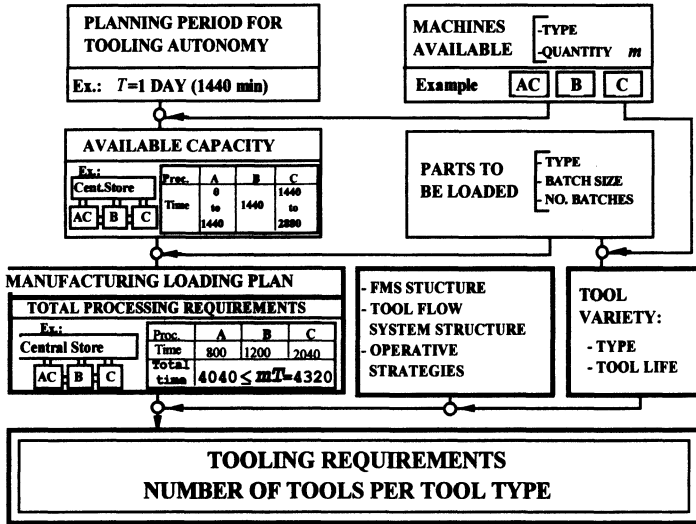 PLANNING PERIOD FOR
TOOLING AUTONOMY
Ex.: T=1 DAY (1440 min)
MACHINES
AVAILABLE
-TYPE
-QUANTITY m
Example AC B C
AVAILABLE CAPACITY
Ex.:
Cent.Store
AC B C
Proc. A B C
Time 0 to 1440 1440 1440 to 2880
PARTS TO
BE LOADED
- TYPE
- BATCH SIZE
- NO. BATCHES
MANUFACTURING LOADING PLAN
TOTAL PROCESSING REQUIREMENTS
Ex.:
Central Store
AC B C
Proc. A B C
Time 800 1200 2040
Total
time 4040 ≤ mT=4320
- FMS STUCTURE
- TOOL FLOW
SYSTEM STRUCTURE
- OPERATIVE
STRATEGIES
TOOL
VARIETY:
- TYPE
- TOOL LIFE
TOOLING REQUIREMENTS
NUMBER OF TOOLS PER TOOL TYPE